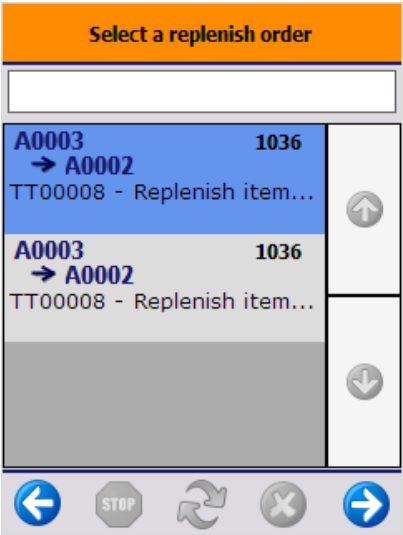 Select a replenish order
A0003 1036
→ A0002
TT00008 - Replenish item...
A0003 1036
→ A0002
TT00008 - Replenish item...
STOP